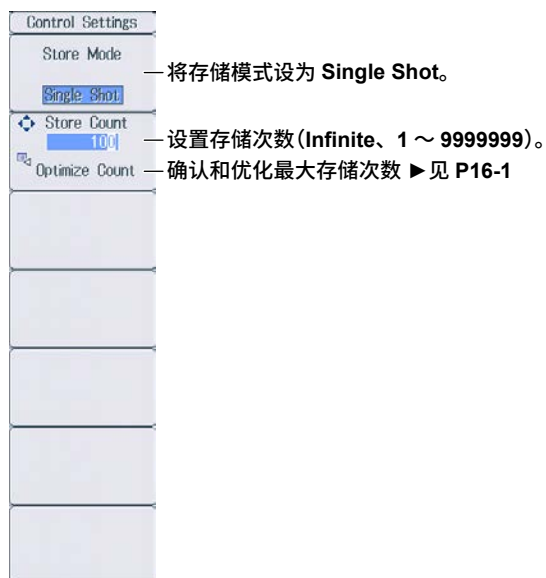 Control Settings
Store Mode
将存储模式设为 Single Shot。
Single Shot
Store Count
100
设置存储次数(Infinite、1 ～ 9999999)。
Optimize Count
确认和优化最大存储次数 ►见 P16-1